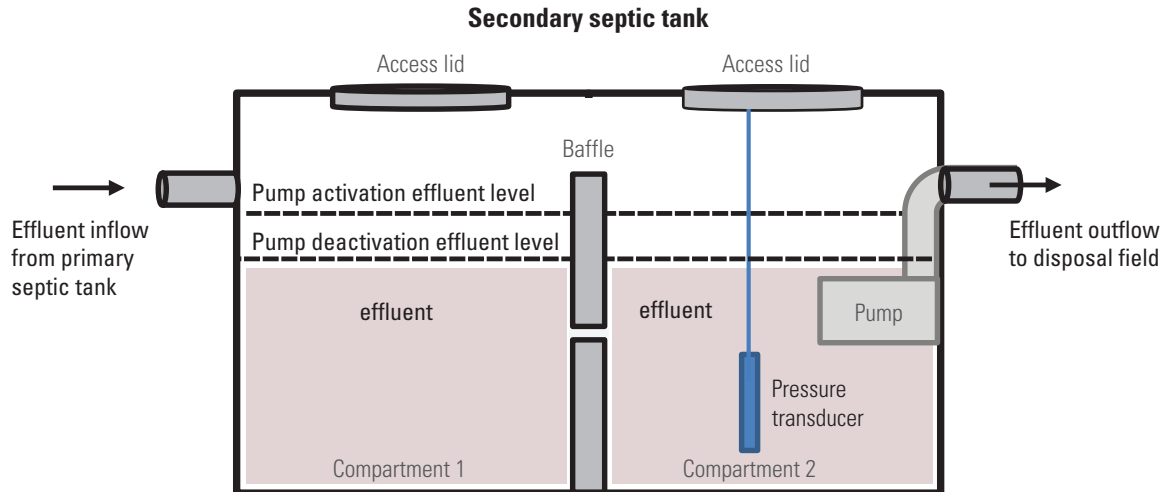 Secondary septic tank
Access lid
Access lid
Baffle
Pump activation effluent level
Effluent inflow
from primary
septic tank
Pump deactivation effluent level
Effluent outflow
to disposal field
effluent
effluent
Pump
Pressure
transducer
Compartment 1
Compartment 2